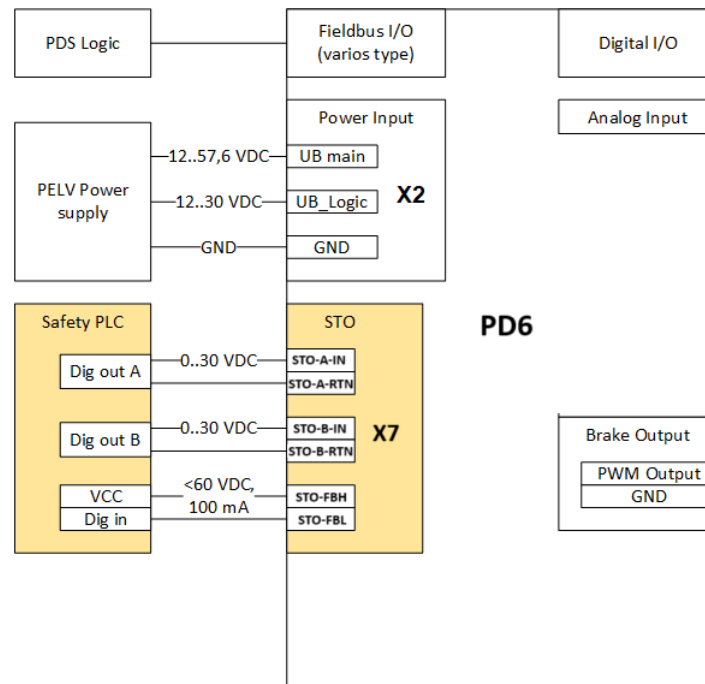 PDS Logic
Fieldbus I/O
(varios type)
Digital I/O
Power Input
Analog Input
PELV Power
supply
12..57,6 VDC
UB main
12..30 VDC
UB_Logic
X2
GND
GND
Safety PLC
STO
PD6
Dig out A
0..30 VDC
STO-A-IN
STO-A-RTN
Dig out B
0..30 VDC
STO-B-IN
STO-B-RTN
X7
Brake Output
PWM Output
GND
VCC
Dig in
<60 VDC,
100 mA
STO-FBH
STO-FBL